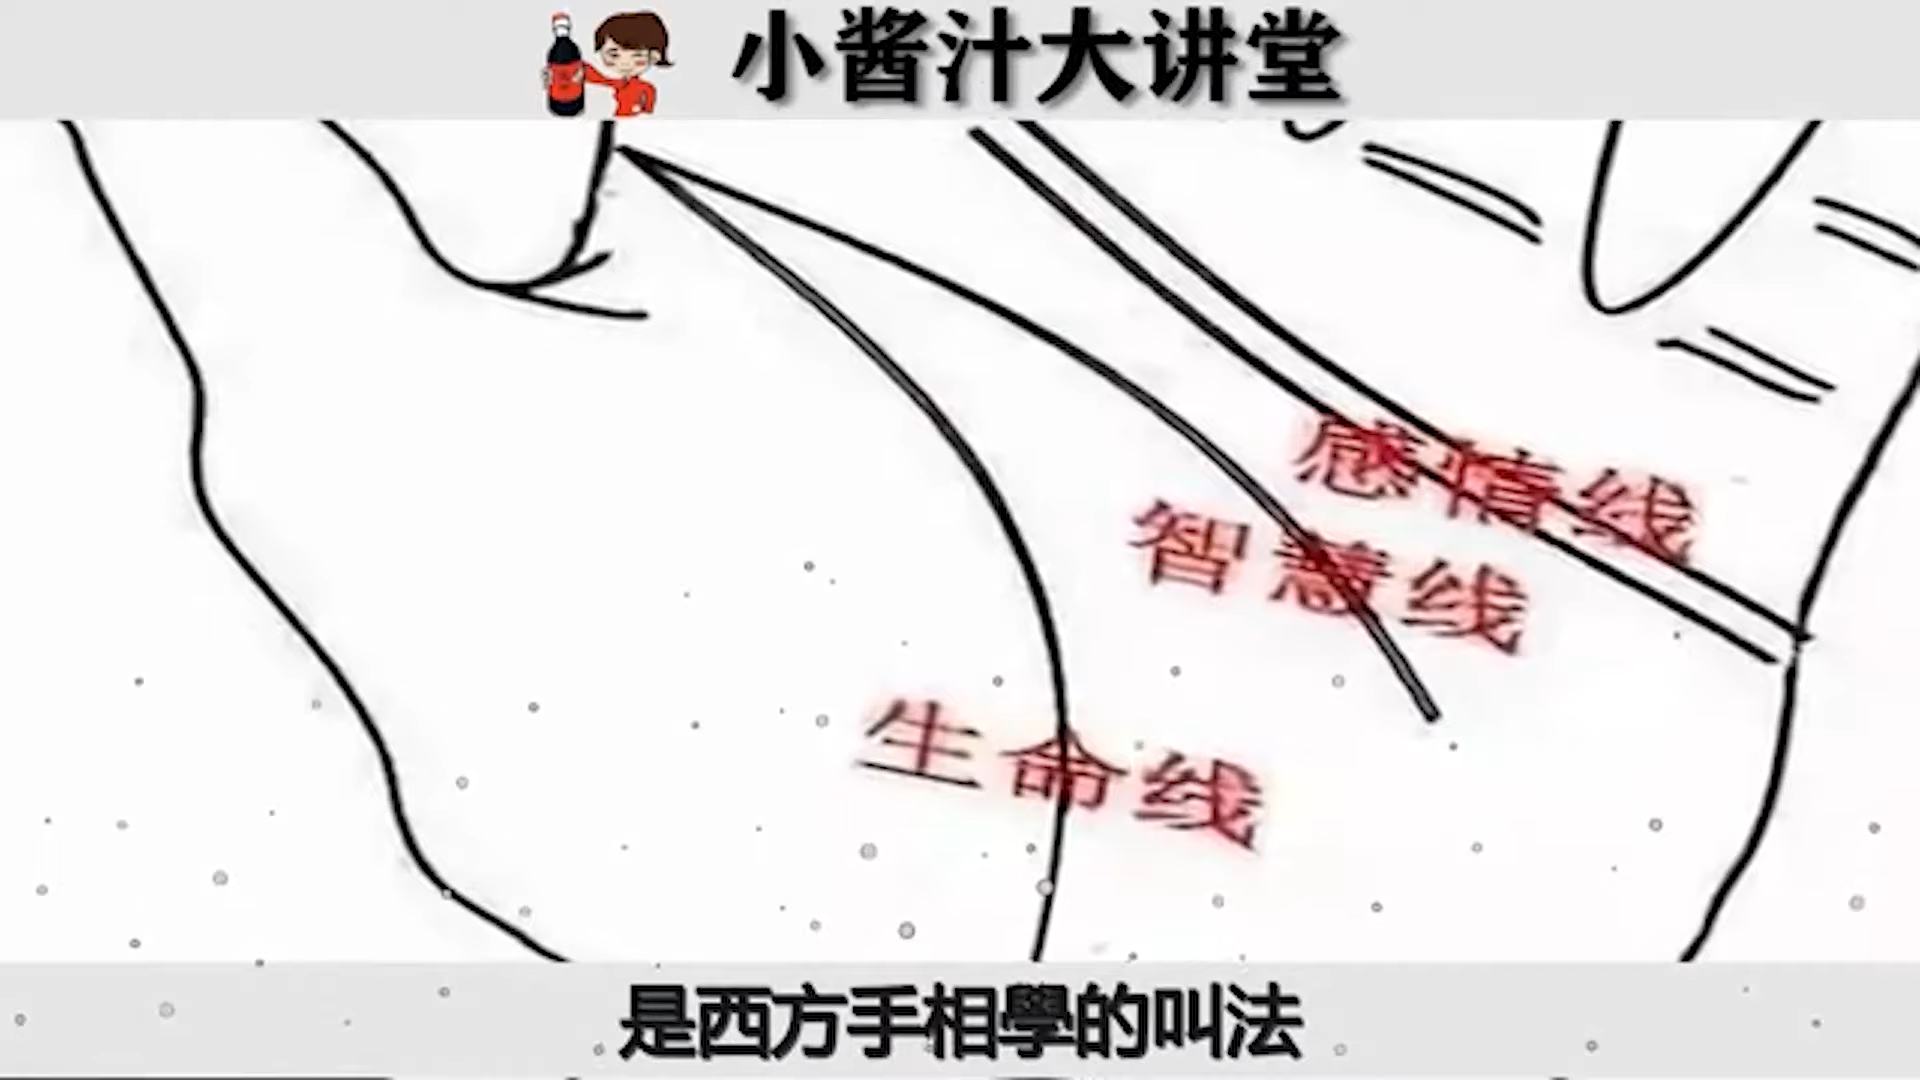 小酱汁大讲堂
感情线
智慧线
生命线
是西方手相學的叫法